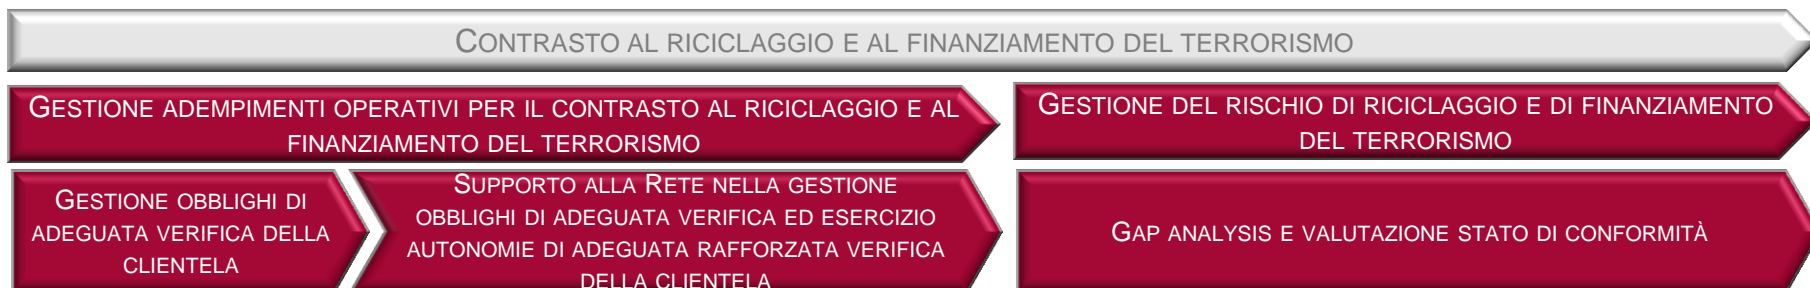 CONTRASTO AL RICICLAGGIO E AL FINANZIAMENTO DEL TERRORISMO
GESTIONE ADEMPIMENTI OPERATIVI PER IL CONTRASTO AL RICICLAGGIO E AL
FINANZIAMENTO DEL TERRORISMO
GESTIONE DEL RISCHIO DI RICICLAGGIO E DI FINANZIAMENTO
DEL TERRORISMO
GESTIONE OBBLIGHI DI
ADEGUATA VERIFICA DELLA
CLIENTELA
SUPPORTO ALLA RETE NELLA GESTIONE
OBBLIGHI DI ADEGUATA VERIFICA ED ESERCIZIO
AUTONOMIE DI ADEGUATA RAFFORZATA VERIFICA
DELLA CLIENTELA
GAP ANALYSIS E VALUTAZIONE STATO DI CONFORMITÀ